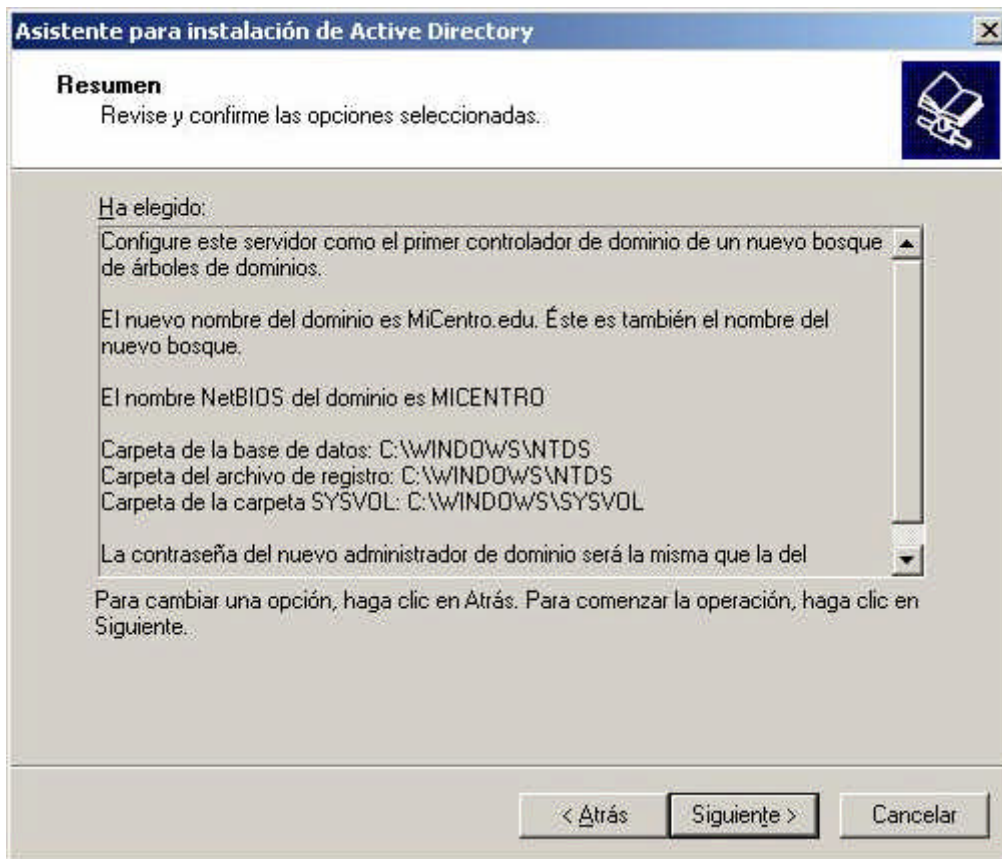 Asistente para instalación de Active Directory
Resumen
Revise y confirme las opciones seleccionadas.
Ha elegido:
Configure este servidor como el primer controlador de dominio de un nuevo bosque
de árboles de dominios.
El nuevo nombre del dominio es MiCentro.edu. Éste es también el nombre del
nuevo bosque.
El nombre NetBIOS del dominio es MICENTRO
Carpeta de la base de datos: C:\WINDOWS\NTDS
Carpeta del archivo de registro: C:\WINDOWS\NTDS
Carpeta de la carpeta SYSVOL: C:\WINDOWS\SYSVOL
La contraseña del nuevo administrador de dominio será la misma que la del
Para cambiar una opción, haga clic en Atrás. Para comenzar la operación, haga clic en
Siguiente.
< Atrás Siguiente > Cancelar